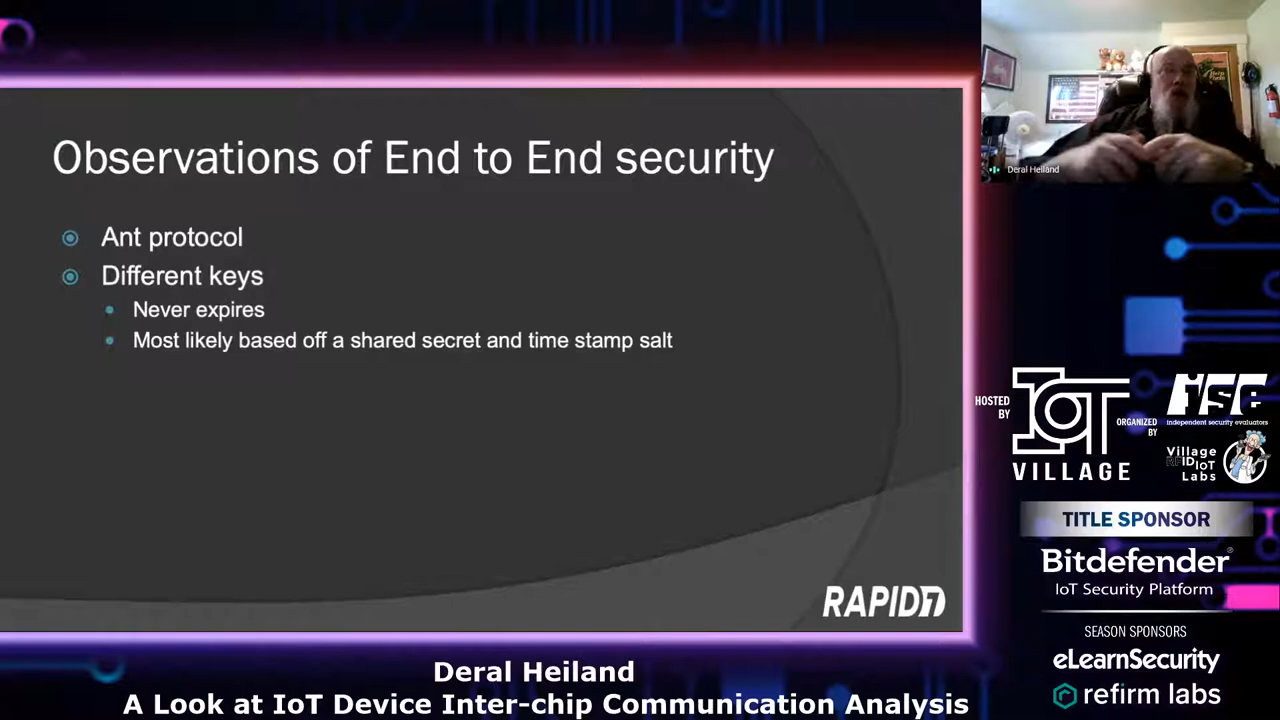 Observations of End to End security
Ant protocol
Different keys
Never expires
Most likely based off a shared secret and time stamp salt
RAPID7
Deral Heiland
HOSTED BY
IOT
VILLAGE
ORGANIZED BY
ise
independent security evaluators
Village
RFID IoT
Labs
TITLE SPONSOR
Bitdefender®
IoT Security Platform
SEASON SPONSORS
eLearnSecurity
refirm labs
Deral Heiland
A Look at IoT Device Inter-chip Communication Analysis